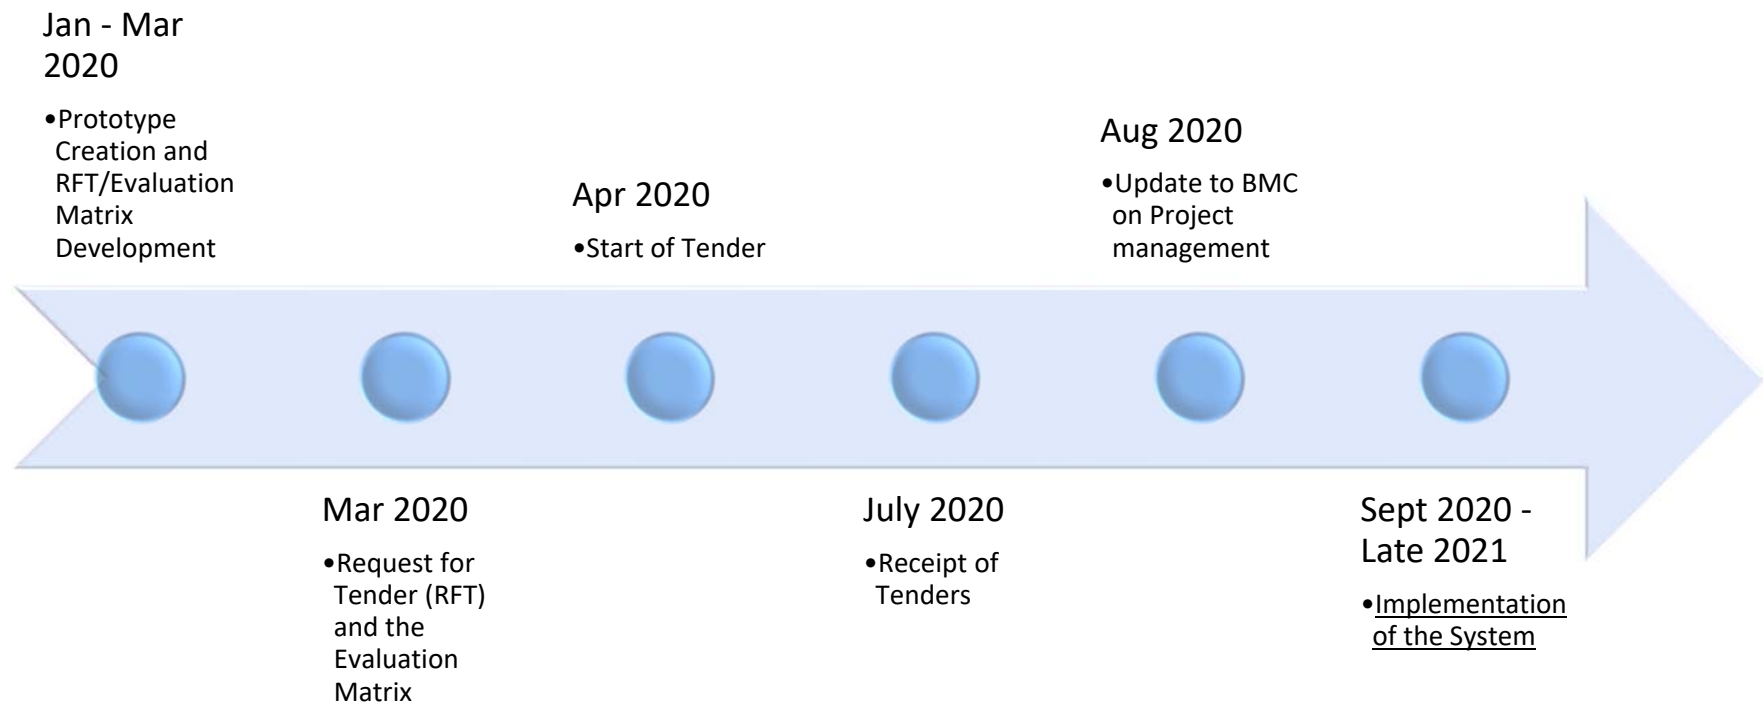 Jan - Mar
2020
•Prototype
Creation and
RFT/Evaluation
Matrix
Development
Mar 2020
•Request for
Tender (RFT)
and the
Evaluation
Matrix
Apr 2020
•Start of Tender
July 2020
•Receipt of
Tenders
Aug 2020
•Update to BMC
on Project
management
Sept 2020 -
Late 2021
•Implementation
of the System